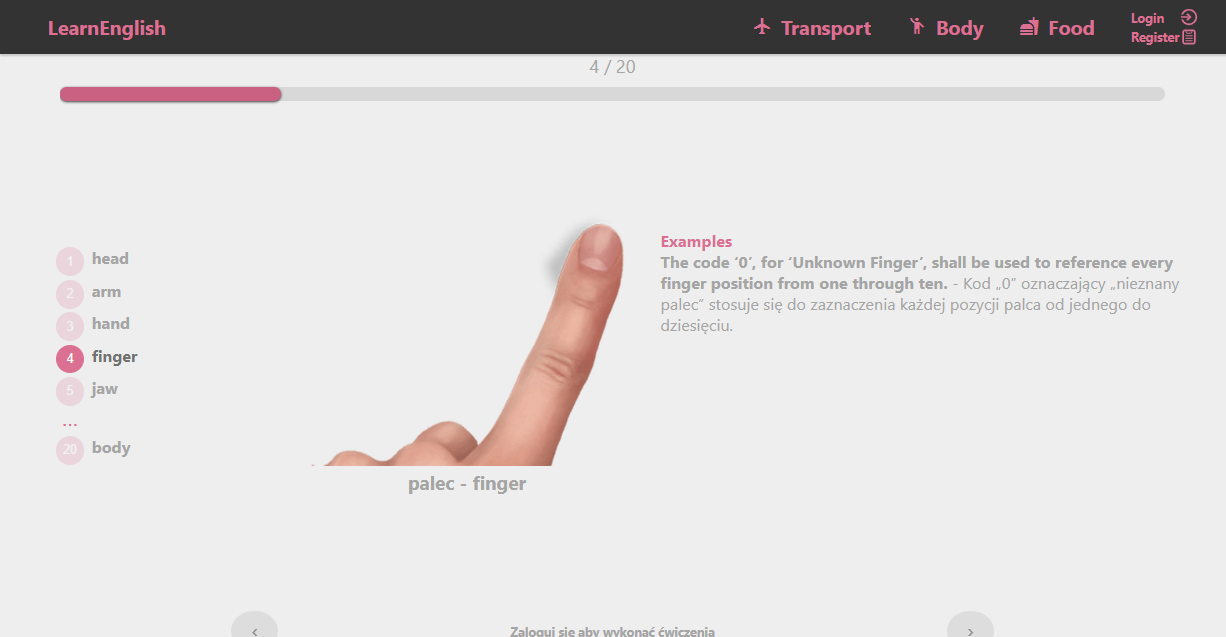 LearnEnglish
Transport
Body
Food
Login
Register
4 / 20
1 head
2 arm
3 hand
4 finger
5 jaw
...
20 body
palec - finger
Examples
The code ‘0’, for ‘Unknown Finger’, shall be used to reference every
finger position from one through ten. - Kod „0” oznaczający „nieznany
palec” stosuje się do zaznaczenia każdej pozycji palca od jednego do
dziesięciu.
‹
Zaloguj się aby wykonać ćwiczenia
›